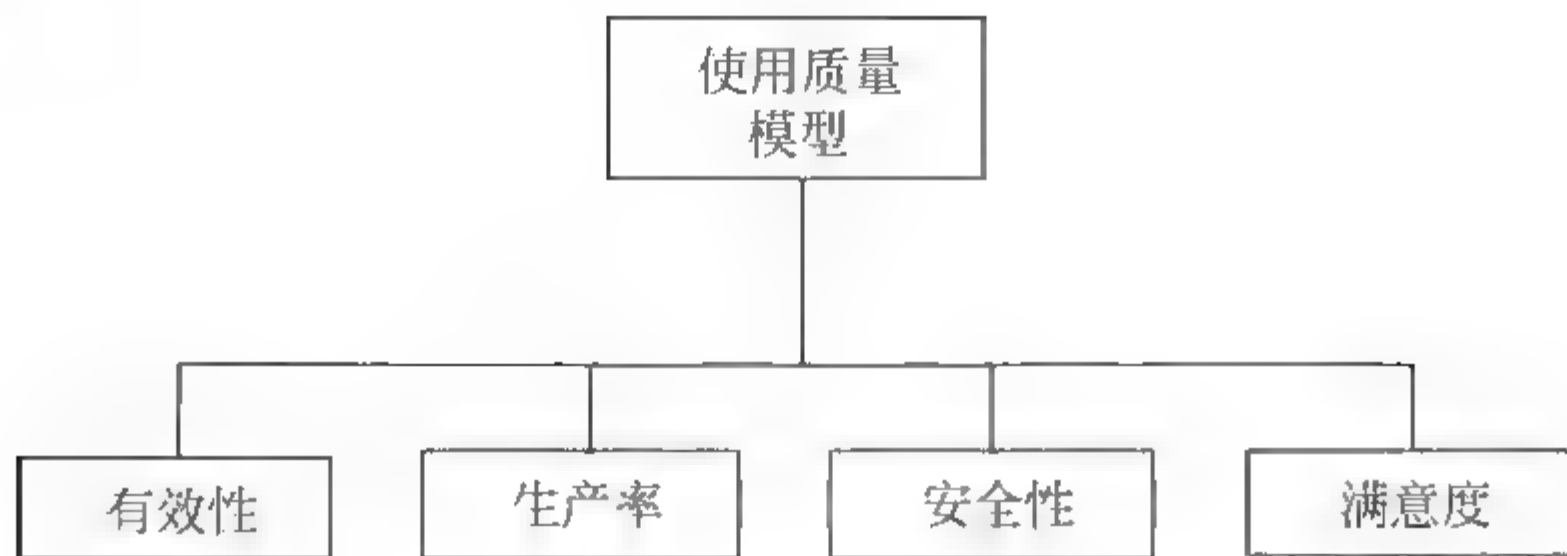 使用质量
模型
有效性
生产率
安全性
满意度